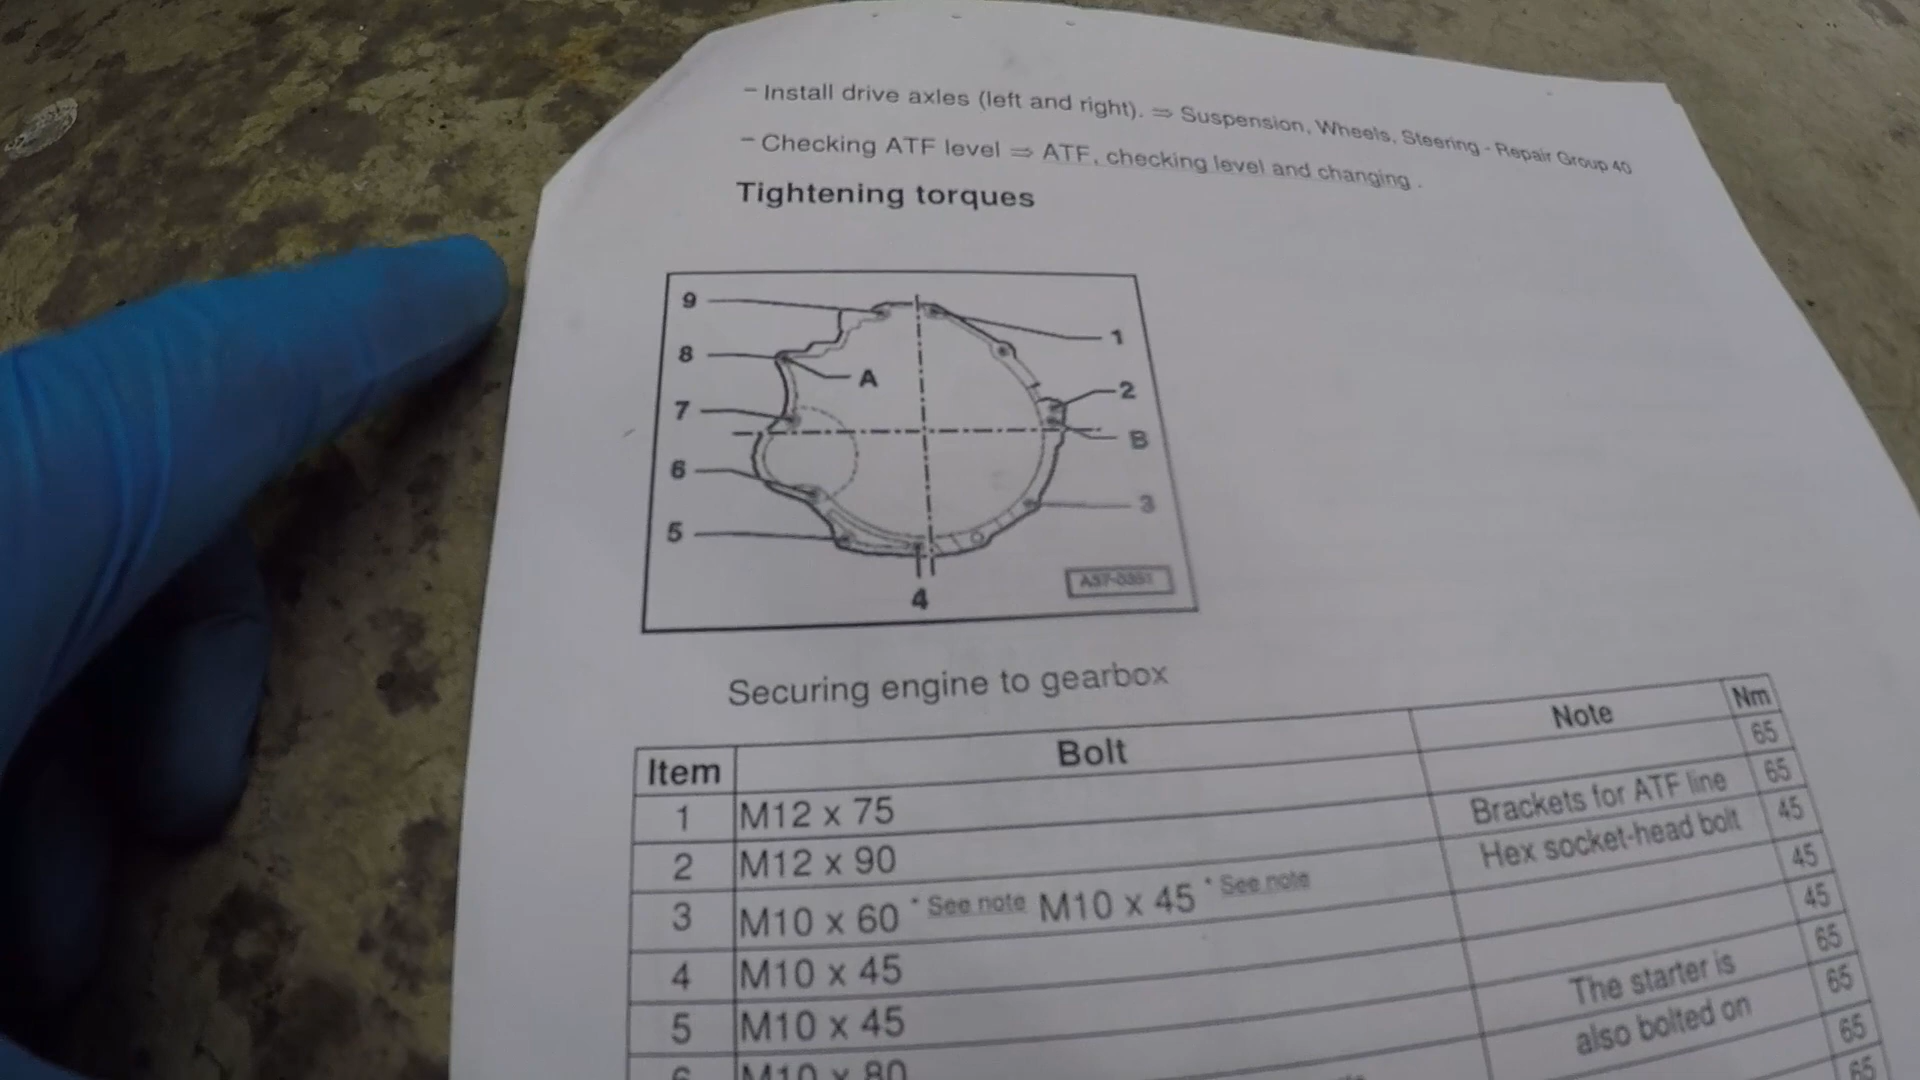 – Install drive axles (left and right). ⇒ Suspension, Wheels, Steering - Repair Group 40
– Checking ATF level ⇒ ATF, checking level and changing .
Tightening torques
9
1
8
A
2
7
B
6
3
5
4
Securing engine to gearbox
Item Bolt Note Nm
1 M12 x 75 65
2 M12 x 90 Brackets for ATF line 65
3 M10 x 60 * See note M10 x 45 * See note Hex socket-head bolt 45
4 M10 x 45 45
5 M10 x 45 45
6 M10 x 80 The starter is 65
also bolted on 65
65
65